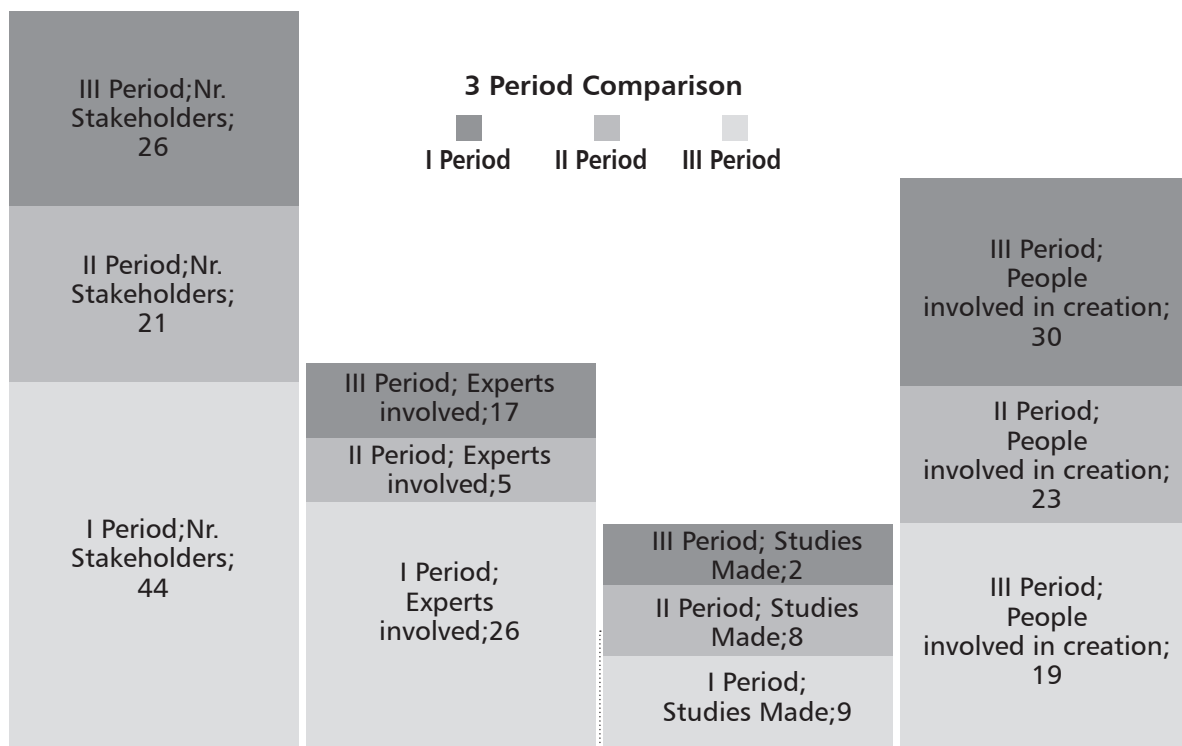 3 Period Comparison
I Period
II Period
III Period
III Period;Nr.
Stakeholders;
26
II Period;Nr.
Stakeholders;
21
I Period;Nr.
Stakeholders;
44
III Period; Experts
involved;17
II Period; Experts
involved;5
I Period;
Experts
involved;26
III Period; Studies
Made;2
II Period; Studies
Made;8
I Period;
Studies Made;9
III Period;
People
involved in creation;
30
II Period;
People
involved in creation;
23
III Period;
People
involved in creation;
19